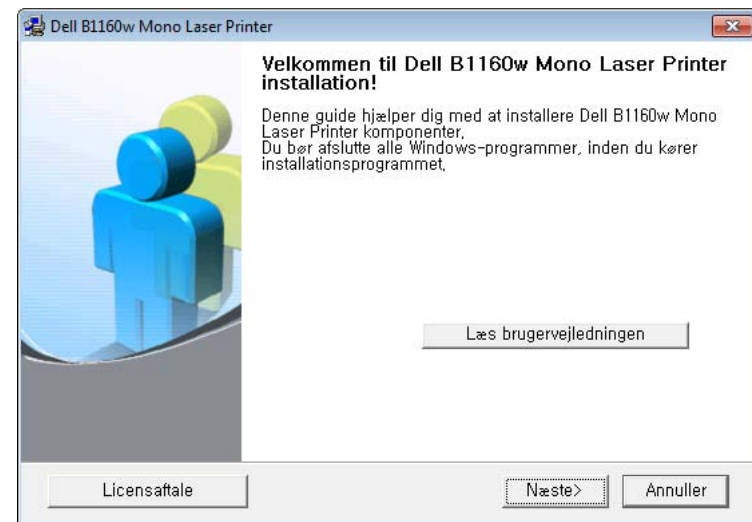 Dell B1160w Mono Laser Printer
Velkommen til Dell B1160w Mono Laser Printer
installation!
Denne guide hjælper dig med at installere Dell B1160w Mono
Laser Printer komponenter,
Du bør afslutte alle Windows-programmer, inden du kører
installationsprogrammet,
Læs brugervejledningen
Licensaftale
Næste>
Annuller